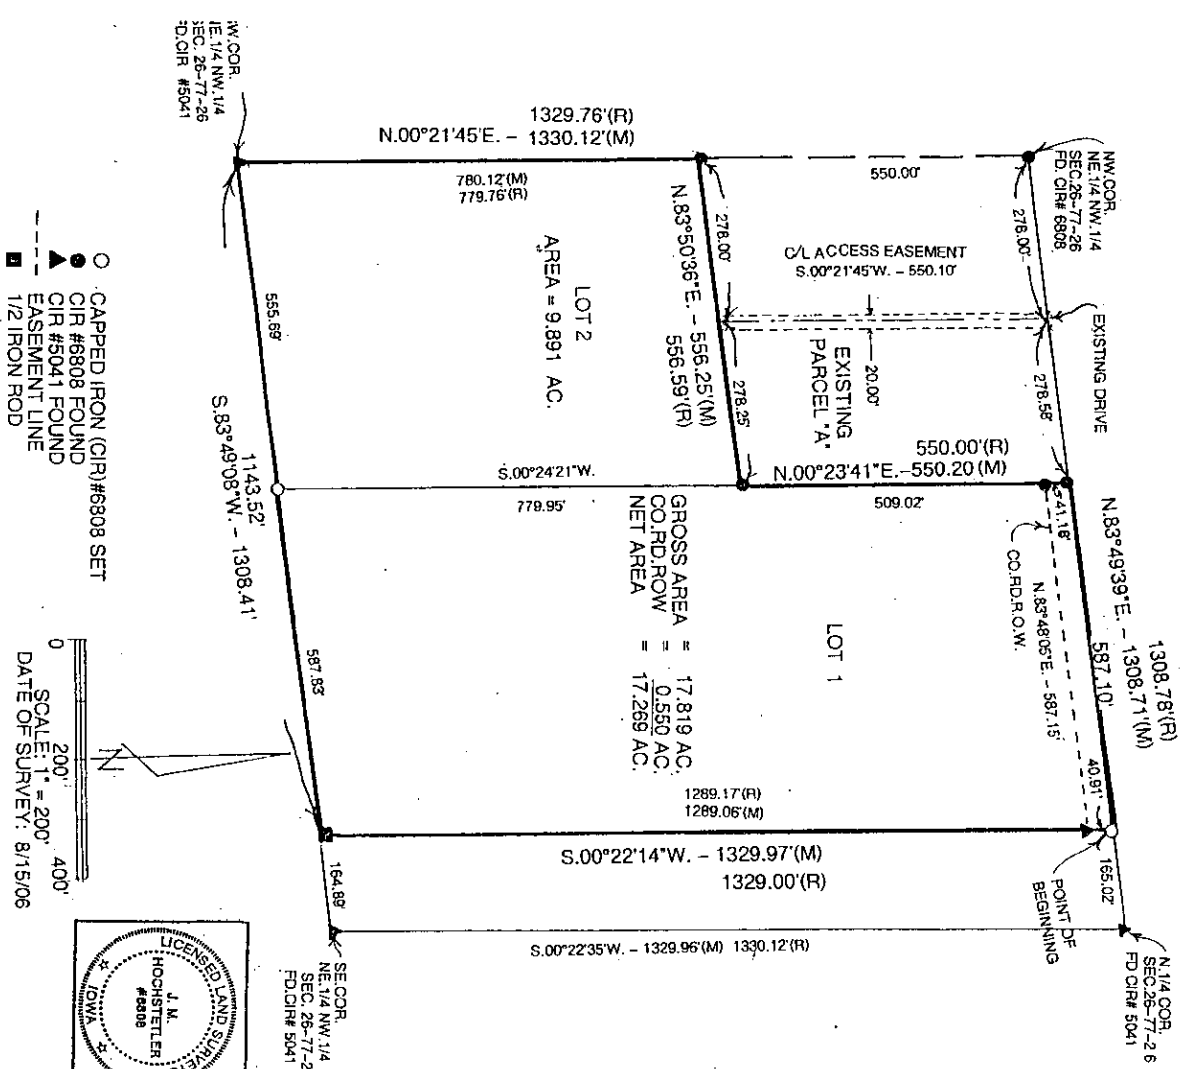 NW.COR.
NE.1/4 NW.1/4
SEC.26-77-26
FD. CIR# 6808
EXISTING DRIVE
278.00'
278.58'
1308.78'(R)
N.83°49'39"E. - 1308.71'(M)
587.10'
N.1/4 COR.
SEC.26-77-26
FD CIR# 5041
165.02'
POINT OF
BEGINNING
40.91'
41.18'
N.83°48'06"E. - 587.15'
CO.RD.R.O.W.
550.00'
C/L ACCESS EASEMENT
S.00°21'45"W. - 550.10'
20.00'
EXISTING
PARCEL "A"
550.00'(R)
N.00°23'41"E.-550.20(M)
509.02'
278.00'
278.25'
N.83°50'36"E. - 556.25'(M)
556.59'(R)
1329.76'(R)
N.00°21'45"E. - 1330.12'(M)
780.12'(M)
779.76'(R)
LOT 2
AREA = 9.891 AC.
S.00°24'21"W.
779.95'
LOT 1
GROSS AREA = 17.819 AC.
CO.RD.ROW = 0.550 AC.
NET AREA = 17.269 AC.
1289.17'(R)
1289.06'(M)
S.00°22'14"W. - 1329.97'(M)
1329.00'(R)
S.00°22'35"W. - 1329.96'(M) 1330.12'(R)
W.COR.
IE.1/4 NW.1/4
SEC. 26-77-26
FD.CIR #5041
555.69'
1143.52'
S.83°49'08"W. - 1308.41'
587.83'
164.89'
SE.COR.
NE.1/4 NW.1/4
SEC. 26-77-2
FD.CIR# 5041
CAPPED IRON (CIR)#6808 SET
CIR #6808 FOUND
CIR #5041 FOUND
EASEMENT LINE
1/2 IRON ROD
N
0 200' 400'
SCALE: 1" = 200'
DATE OF SURVEY: 8/15/06
LICENSED LAND SURVEY
J. M.
HOCHSTETLER
#6808
IOWA